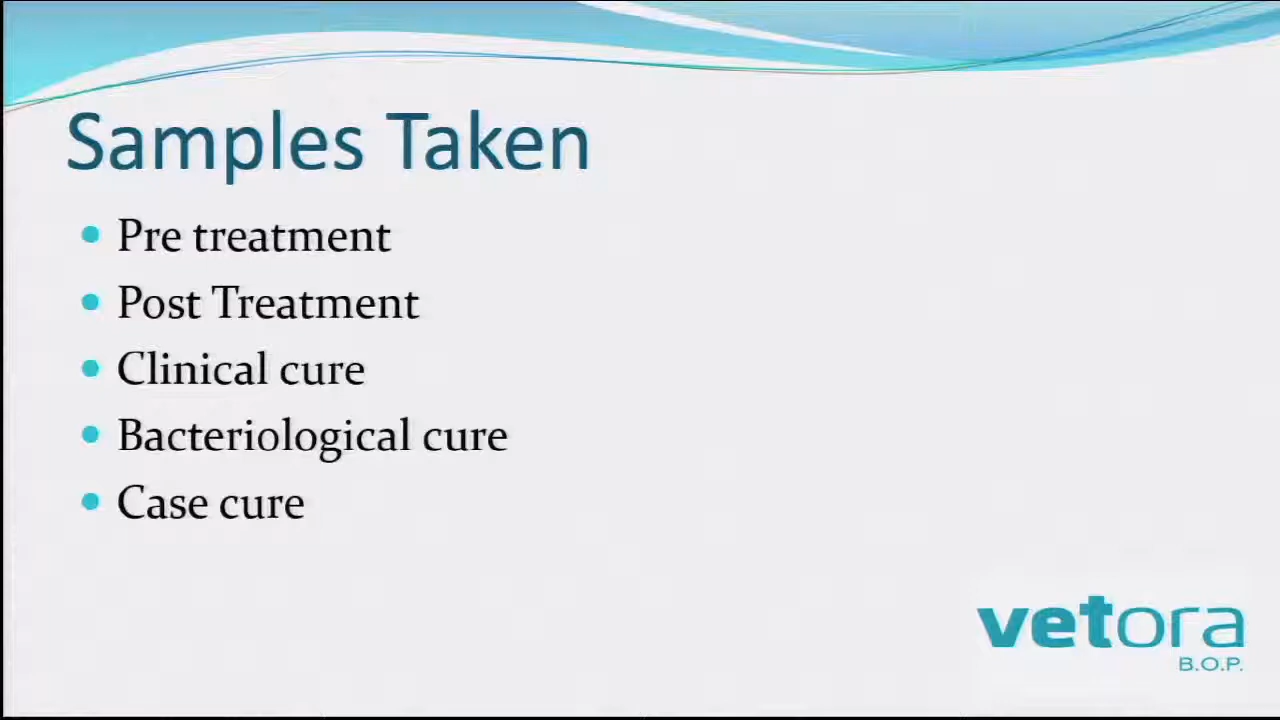 Samples Taken
Pre treatment
Post Treatment
Clinical cure
Bacteriological cure
Case cure
vetora
B.O.P.